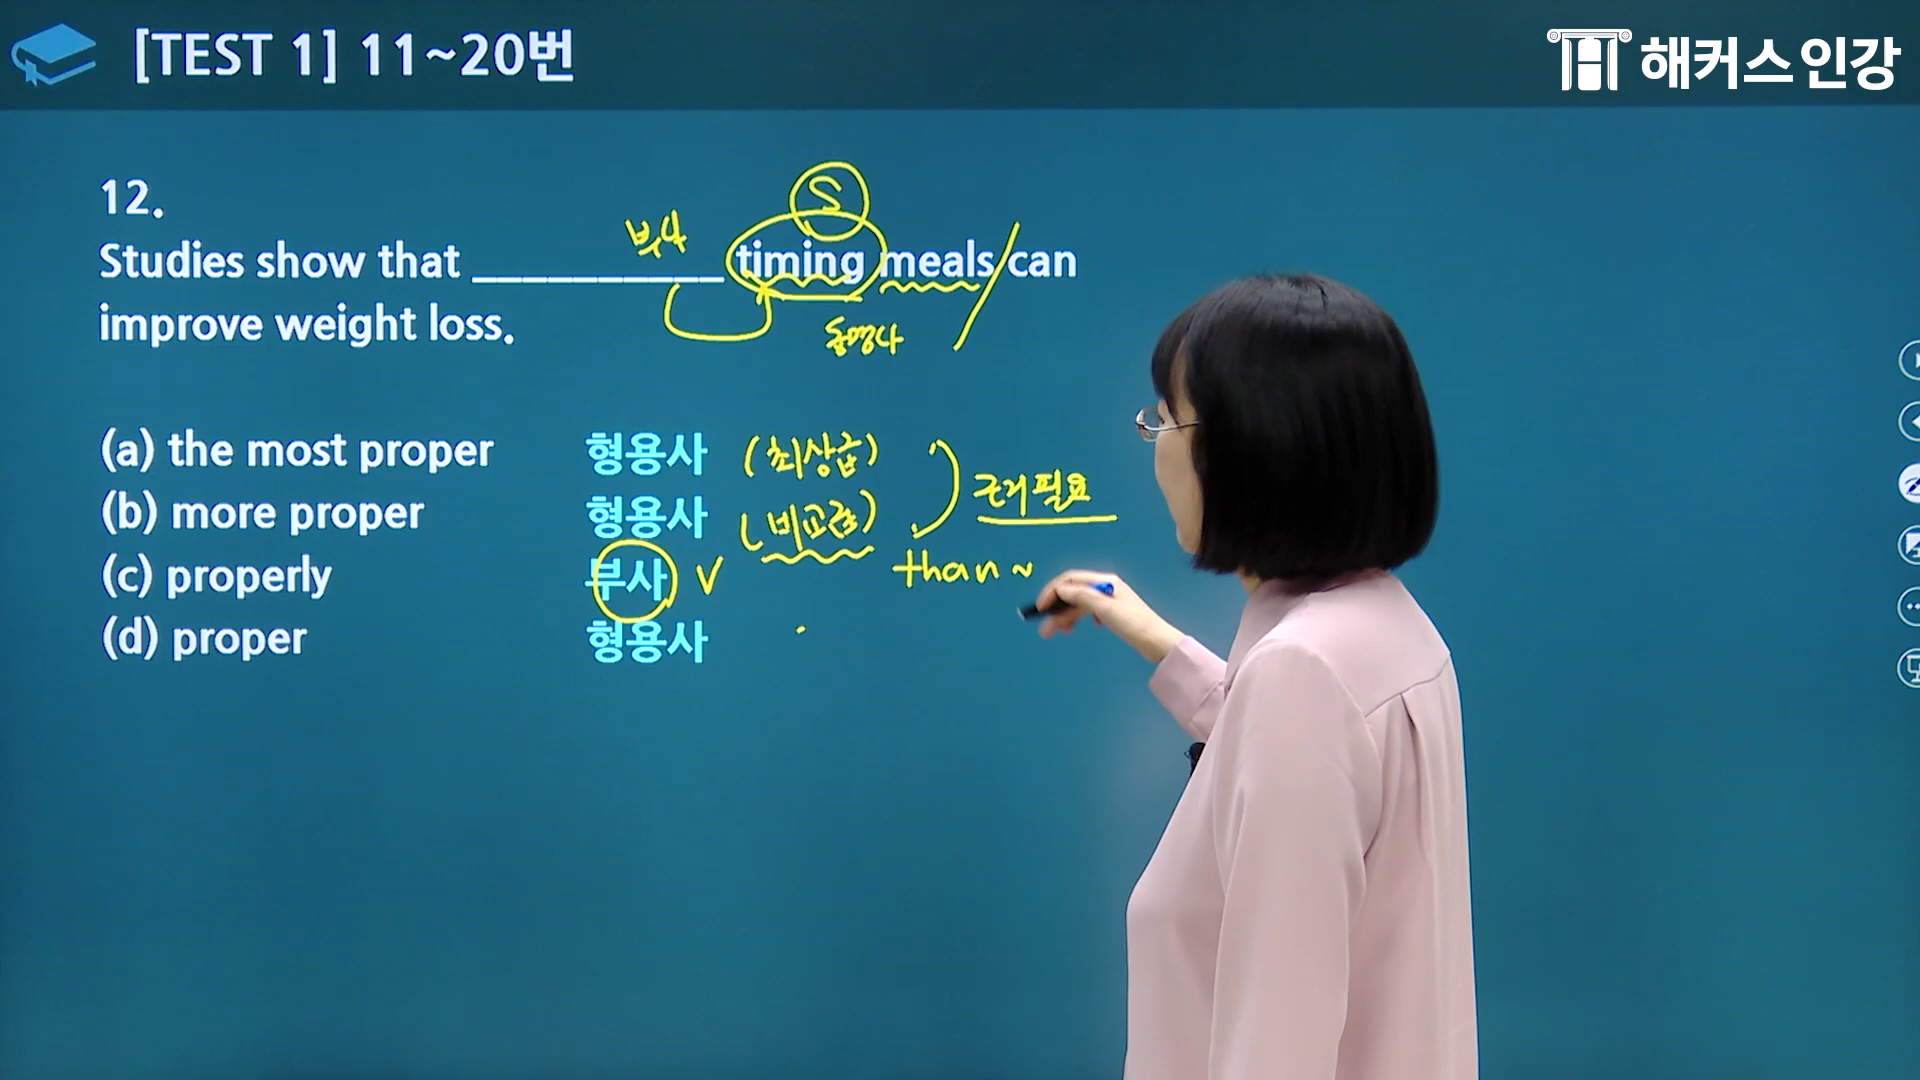 [TEST 1] 11~20번
해커스인강
12.
S
부사
Studies show that __________ timing meals / can
improve weight loss.
동명사
(a) the most proper 형용사 (최상급)
근거필요
(b) more proper 형용사 (비교급)
than ~
(c) properly 부사 V
(d) proper 형용사